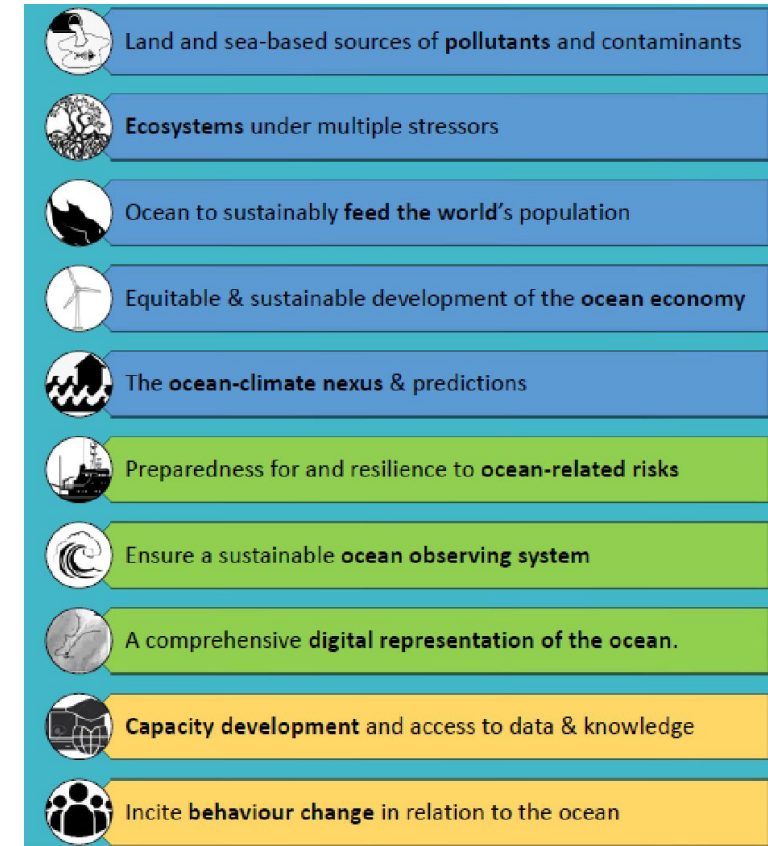 Land and sea-based sources of pollutants and contaminants
Ecosystems under multiple stressors
Ocean to sustainably feed the world’s population
Equitable & sustainable development of the ocean economy
The ocean-climate nexus & predictions
Preparedness for and resilience to ocean-related risks
Ensure a sustainable ocean observing system
A comprehensive digital representation of the ocean.
Capacity development and access to data & knowledge
Incite behaviour change in relation to the ocean